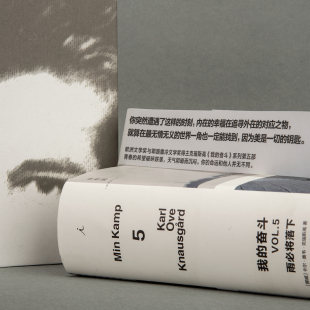 你突然遭遇了这样的时刻，内在的幸福在追寻外在的对应之物，
就算在最无情无义的世界一角也一定能找到，因为美是一切的钥匙。
Min Kamp
5
Karl
Ove
Knausgård
我的奋斗
VOL.5
雨必将落下